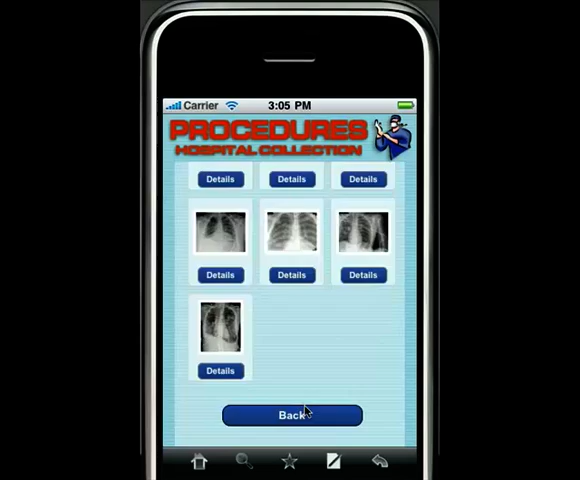 Carrier 3:05 PM
PROCEDURES
HOSPITAL COLLECTION
Details Details Details
Details Details Details
Details
Back